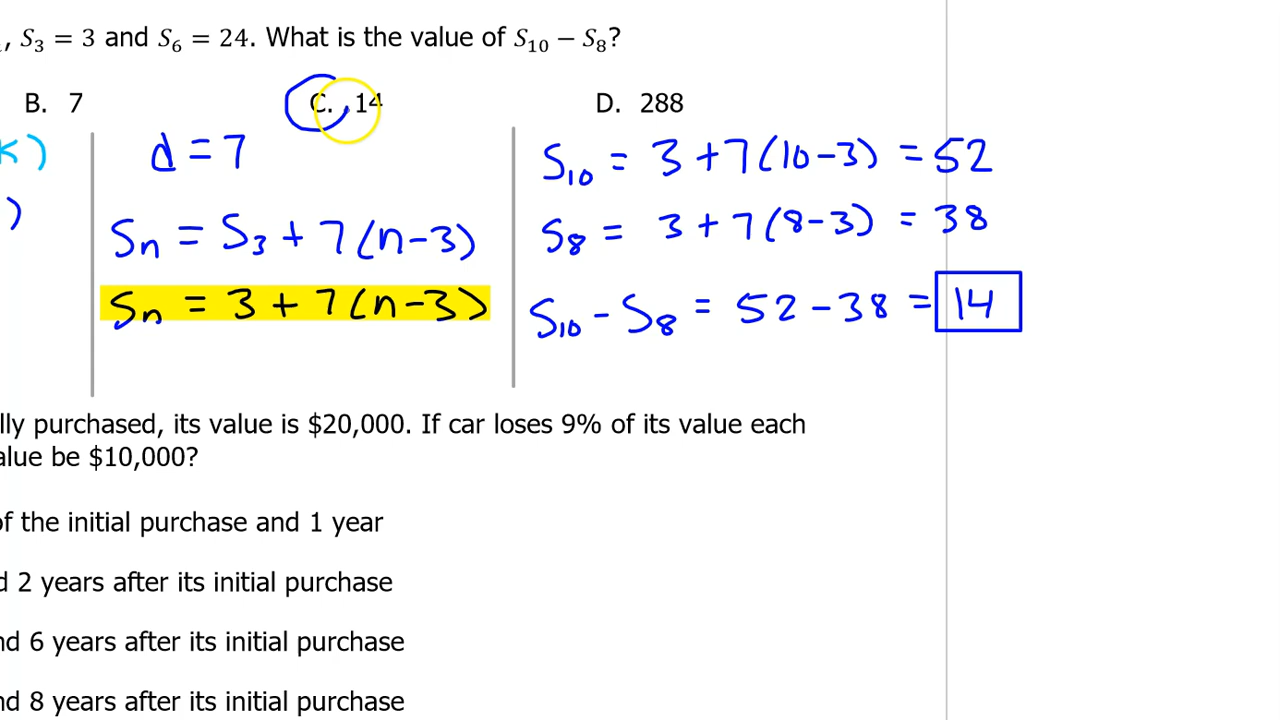 , S₃ = 3 and S₆ = 24. What is the value of S₁₀ − S₈?
B. 7
C. 14
D. 288
k)
)
d = 7
Sn = S₃ + 7(n−3)
Sn = 3 + 7(n−3)
S₁₀ = 3 + 7(10−3) = 52
S₈ = 3 + 7(8−3) = 38
S₁₀ − S₈ = 52 − 38 = 14
lly purchased, its value is $20,000. If car loses 9% of its value each
alue be $10,000?
of the initial purchase and 1 year
d 2 years after its initial purchase
nd 6 years after its initial purchase
nd 8 years after its initial purchase